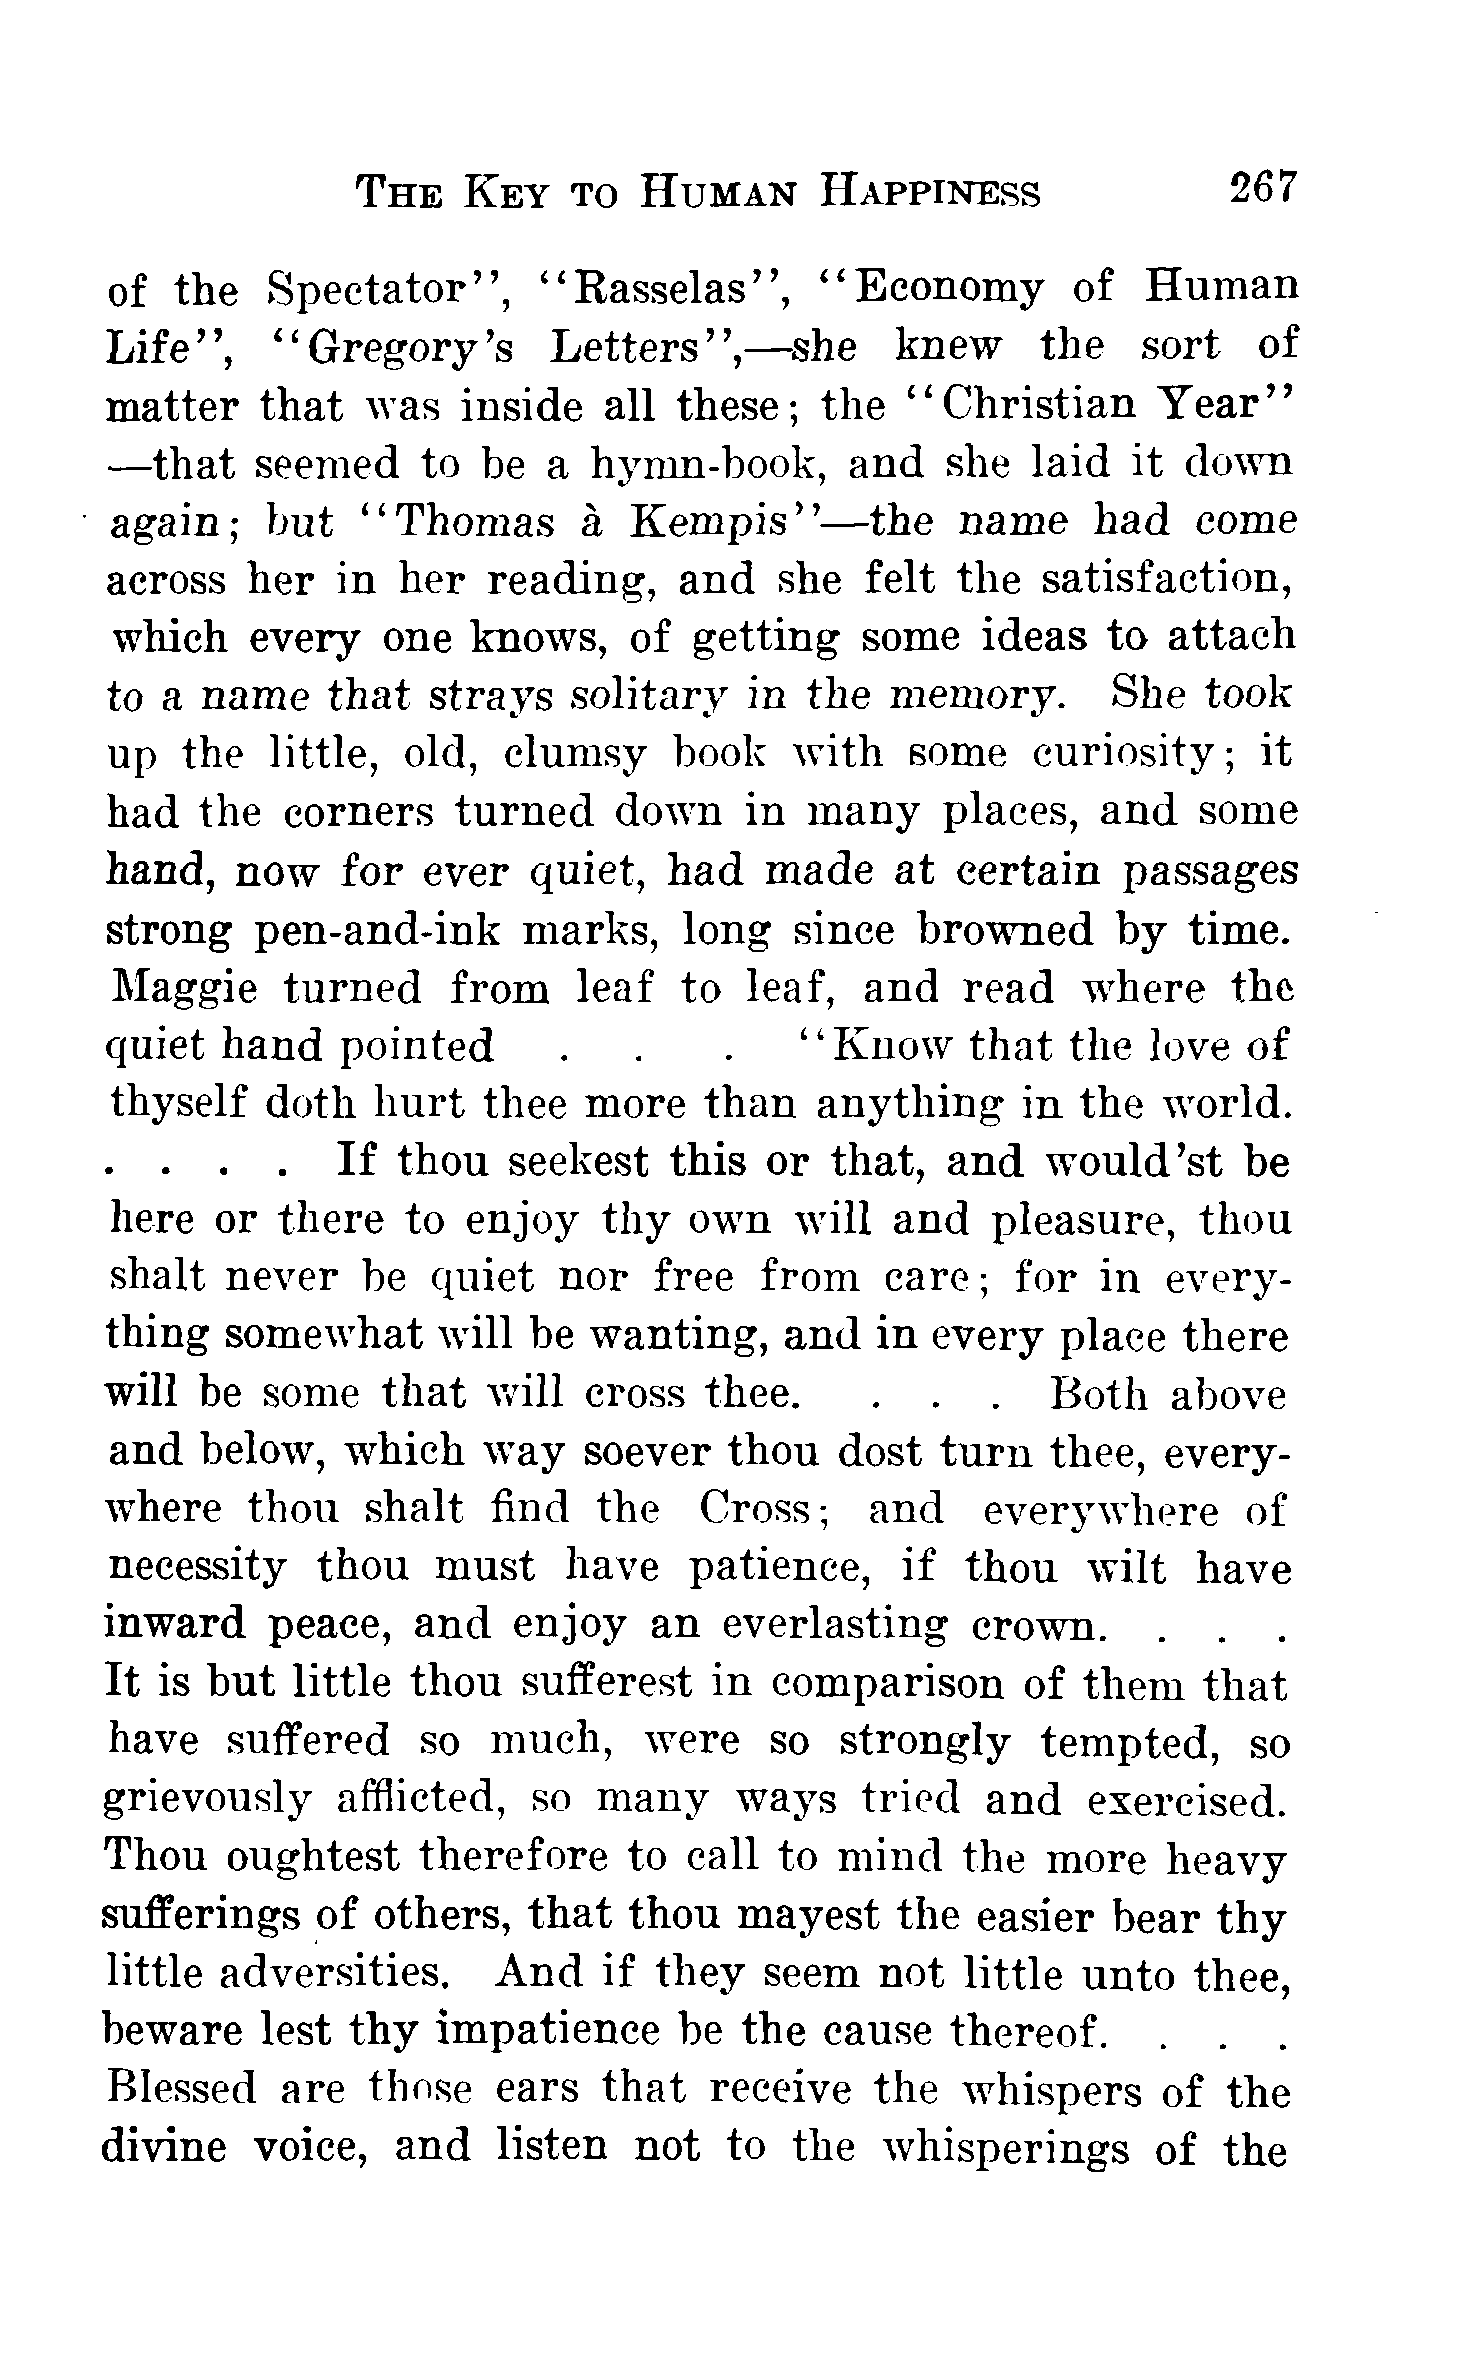 The Key to Human Happiness 267
of the Spectator'', ''Rasselas'', ''Economy of Human
Life'', ''Gregory's Letters'',—she knew the sort of
matter that was inside all these; the ''Christian Year''
—that seemed to be a hymn-book, and she laid it down
again; but ''Thomas à Kempis''—the name had come
across her in her reading, and she felt the satisfaction,
which every one knows, of getting some ideas to attach
to a name that strays solitary in the memory. She took
up the little, old, clumsy book with some curiosity; it
had the corners turned down in many places, and some
hand, now for ever quiet, had made at certain passages
strong pen-and-ink marks, long since browned by time.
Maggie turned from leaf to leaf, and read where the
quiet hand pointed . . . ''Know that the love of
thyself doth hurt thee more than anything in the world.
. . . . If thou seekest this or that, and would'st be
here or there to enjoy thy own will and pleasure, thou
shalt never be quiet nor free from care; for in every-
thing somewhat will be wanting, and in every place there
will be some that will cross thee. . . . Both above
and below, which way soever thou dost turn thee, every-
where thou shalt find the Cross; and everywhere of
necessity thou must have patience, if thou wilt have
inward peace, and enjoy an everlasting crown. . . .
It is but little thou sufferest in comparison of them that
have suffered so much, were so strongly tempted, so
grievously afflicted, so many ways tried and exercised.
Thou oughtest therefore to call to mind the more heavy
sufferings of others, that thou mayest the easier bear thy
little adversities. And if they seem not little unto thee,
beware lest thy impatience be the cause thereof. . . .
Blessed are those ears that receive the whispers of the
divine voice, and listen not to the whisperings of the